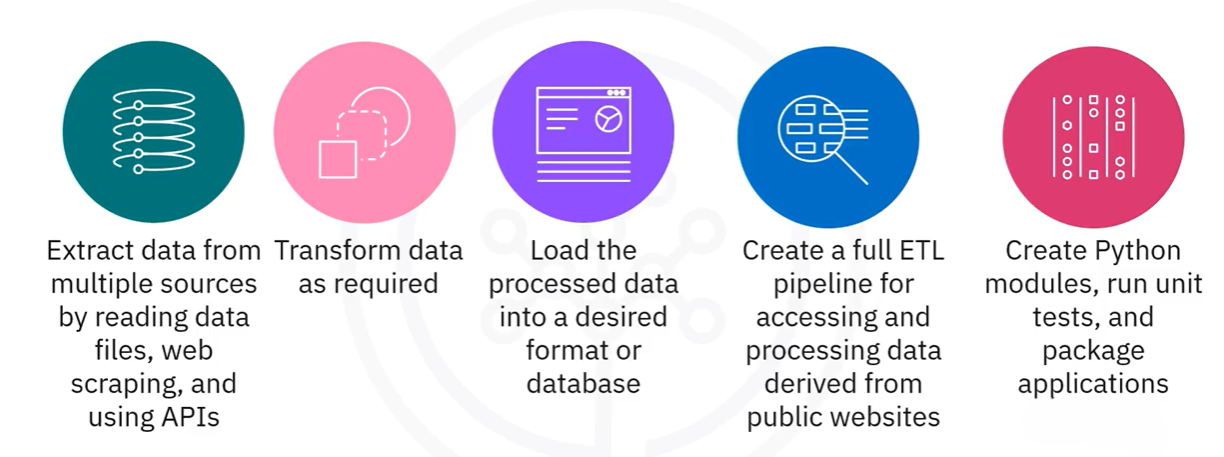 Extract data from
multiple sources
by reading data
files, web
scraping, and
using APIs
Transform data
as required
Load the
processed data
into a desired
format or
database
Create a full ETL
pipeline for
accessing and
processing data
derived from
public websites
Create Python
modules, run unit
tests, and
package
applications